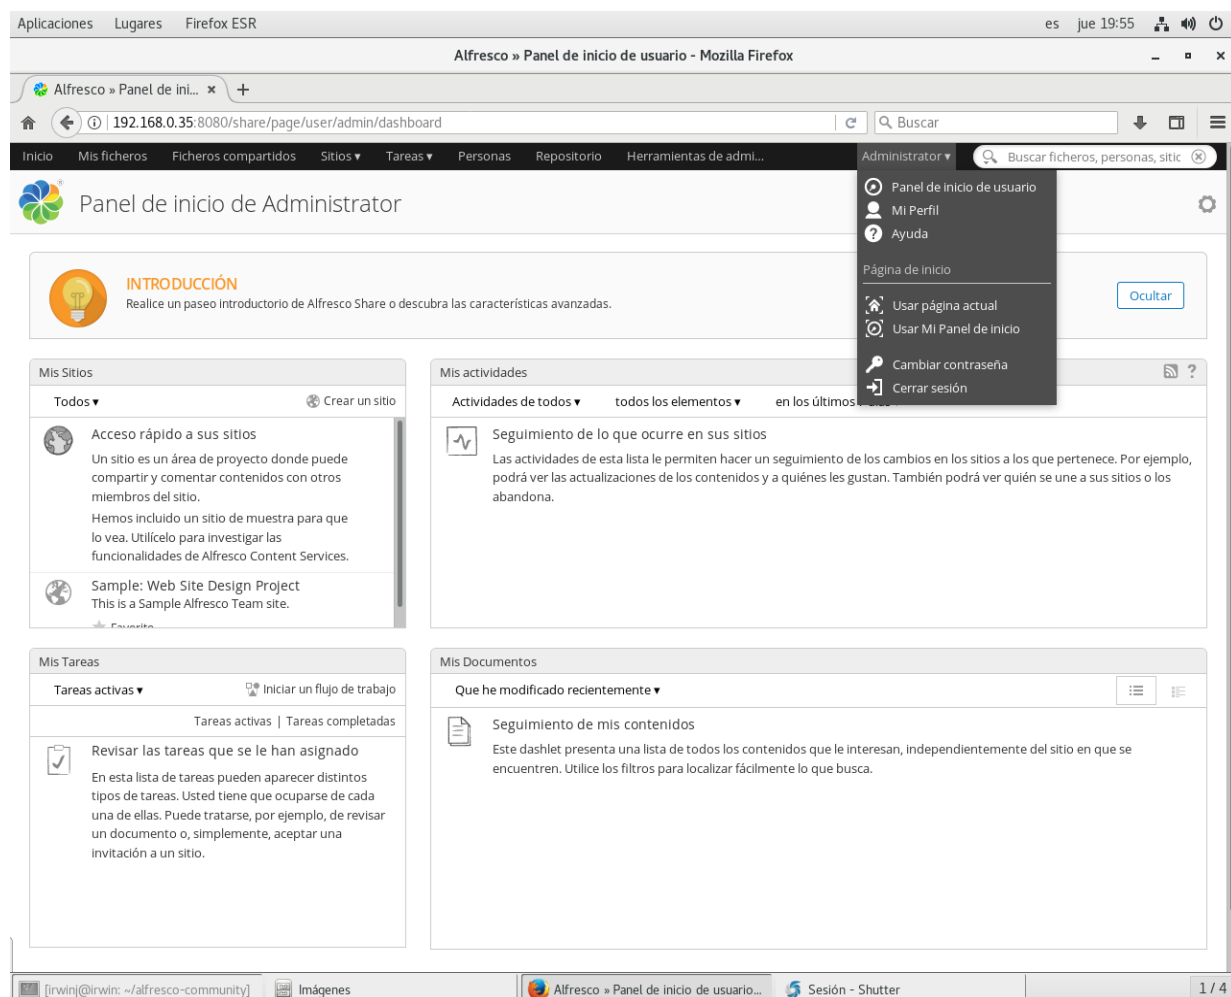 Aplicaciones Lugares Firefox ESR es jue 19:55
Alfresco » Panel de inicio de usuario - Mozilla Firefox
Alfresco » Panel de ini...
192.168.0.35:8080/share/page/user/admin/dashboard Buscar
Inicio Mis ficheros Ficheros compartidos Sitios Tareas Personas Repositorio Herramientas de admi... Administrator Buscar ficheros, personas, sitic
Panel de inicio de Administrator
Panel de inicio de usuario
Mi Perfil
Ayuda
Página de inicio
Usar página actual
Usar Mi Panel de inicio
Cambiar contraseña
Cerrar sesión
INTRODUCCIÓN
Realice un paseo introductorio de Alfresco Share o descubra las características avanzadas.
Ocultar
Mis Sitios
Todos Crear un sitio
Acceso rápido a sus sitios
Un sitio es un área de proyecto donde puede
compartir y comentar contenidos con otros
miembros del sitio.
Hemos incluido un sitio de muestra para que
lo vea. Utilícelo para investigar las
funcionalidades de Alfresco Content Services.
Sample: Web Site Design Project
This is a Sample Alfresco Team site.
Favorito
Mis actividades ?
Actividades de todos todos los elementos en los últimos
Seguimiento de lo que ocurre en sus sitios
Las actividades de esta lista le permiten hacer un seguimiento de los cambios en los sitios a los que pertenece. Por ejemplo,
podrá ver las actualizaciones de los contenidos y a quiénes les gustan. También podrá ver quién se une a sus sitios o los
abandona.
Mis Tareas
Tareas activas Iniciar un flujo de trabajo
Tareas activas | Tareas completadas
Revisar las tareas que se le han asignado
En esta lista de tareas pueden aparecer distintos
tipos de tareas. Usted tiene que ocuparse de cada
una de ellas. Puede tratarse, por ejemplo, de revisar
un documento o, simplemente, aceptar una
invitación a un sitio.
Mis Documentos
Que he modificado recientemente
Seguimiento de mis contenidos
Este dashlet presenta una lista de todos los contenidos que le interesan, independientemente del sitio en que se
encuentren. Utilice los filtros para localizar fácilmente lo que busca.
[irwinj@irwin: ~/alfresco-community] Imágenes Alfresco » Panel de inicio de usuario... Sesión - Shutter 1 / 4